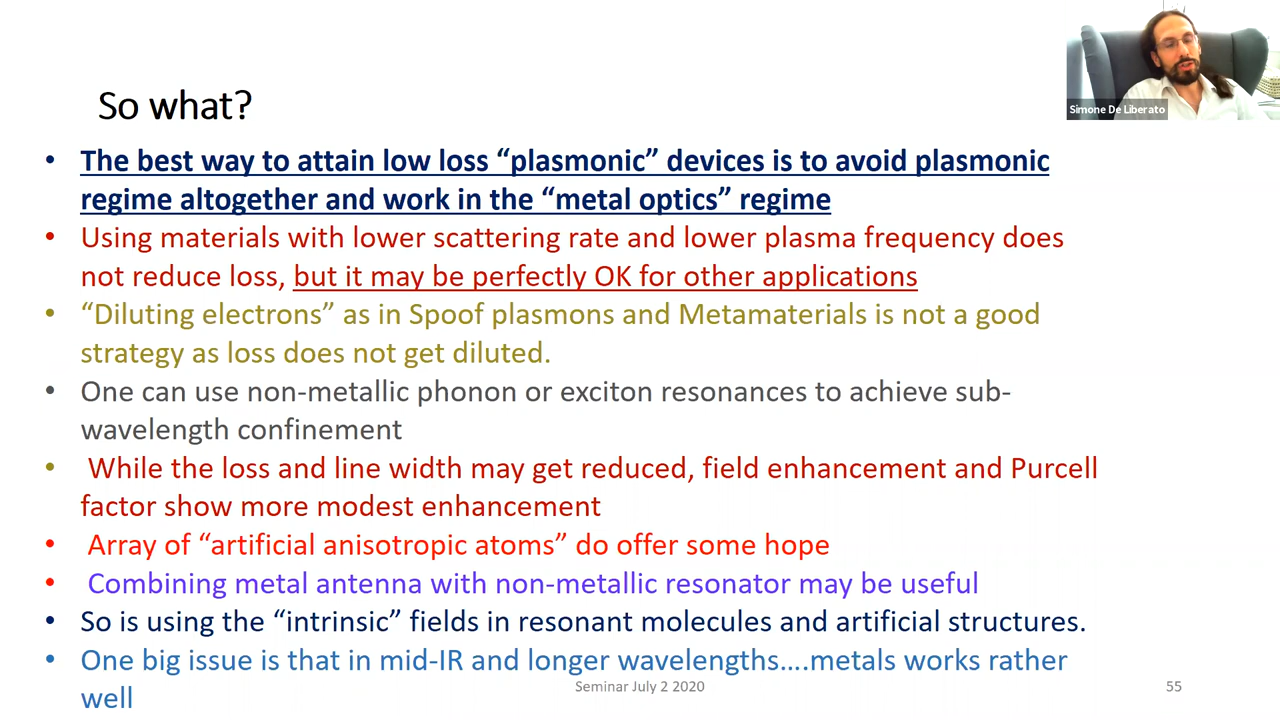 Simone De Liberato
So what?
• The best way to attain low loss “plasmonic” devices is to avoid plasmonic
regime altogether and work in the “metal optics” regime
• Using materials with lower scattering rate and lower plasma frequency does
not reduce loss, but it may be perfectly OK for other applications
• “Diluting electrons” as in Spoof plasmons and Metamaterials is not a good
strategy as loss does not get diluted.
• One can use non-metallic phonon or exciton resonances to achieve sub-
wavelength confinement
• While the loss and line width may get reduced, field enhancement and Purcell
factor show more modest enhancement
• Array of “artificial anisotropic atoms” do offer some hope
• Combining metal antenna with non-metallic resonator may be useful
• So is using the “intrinsic” fields in resonant molecules and artificial structures.
• One big issue is that in mid-IR and longer wavelengths….metals works rather
well
Seminar July 2 2020
55